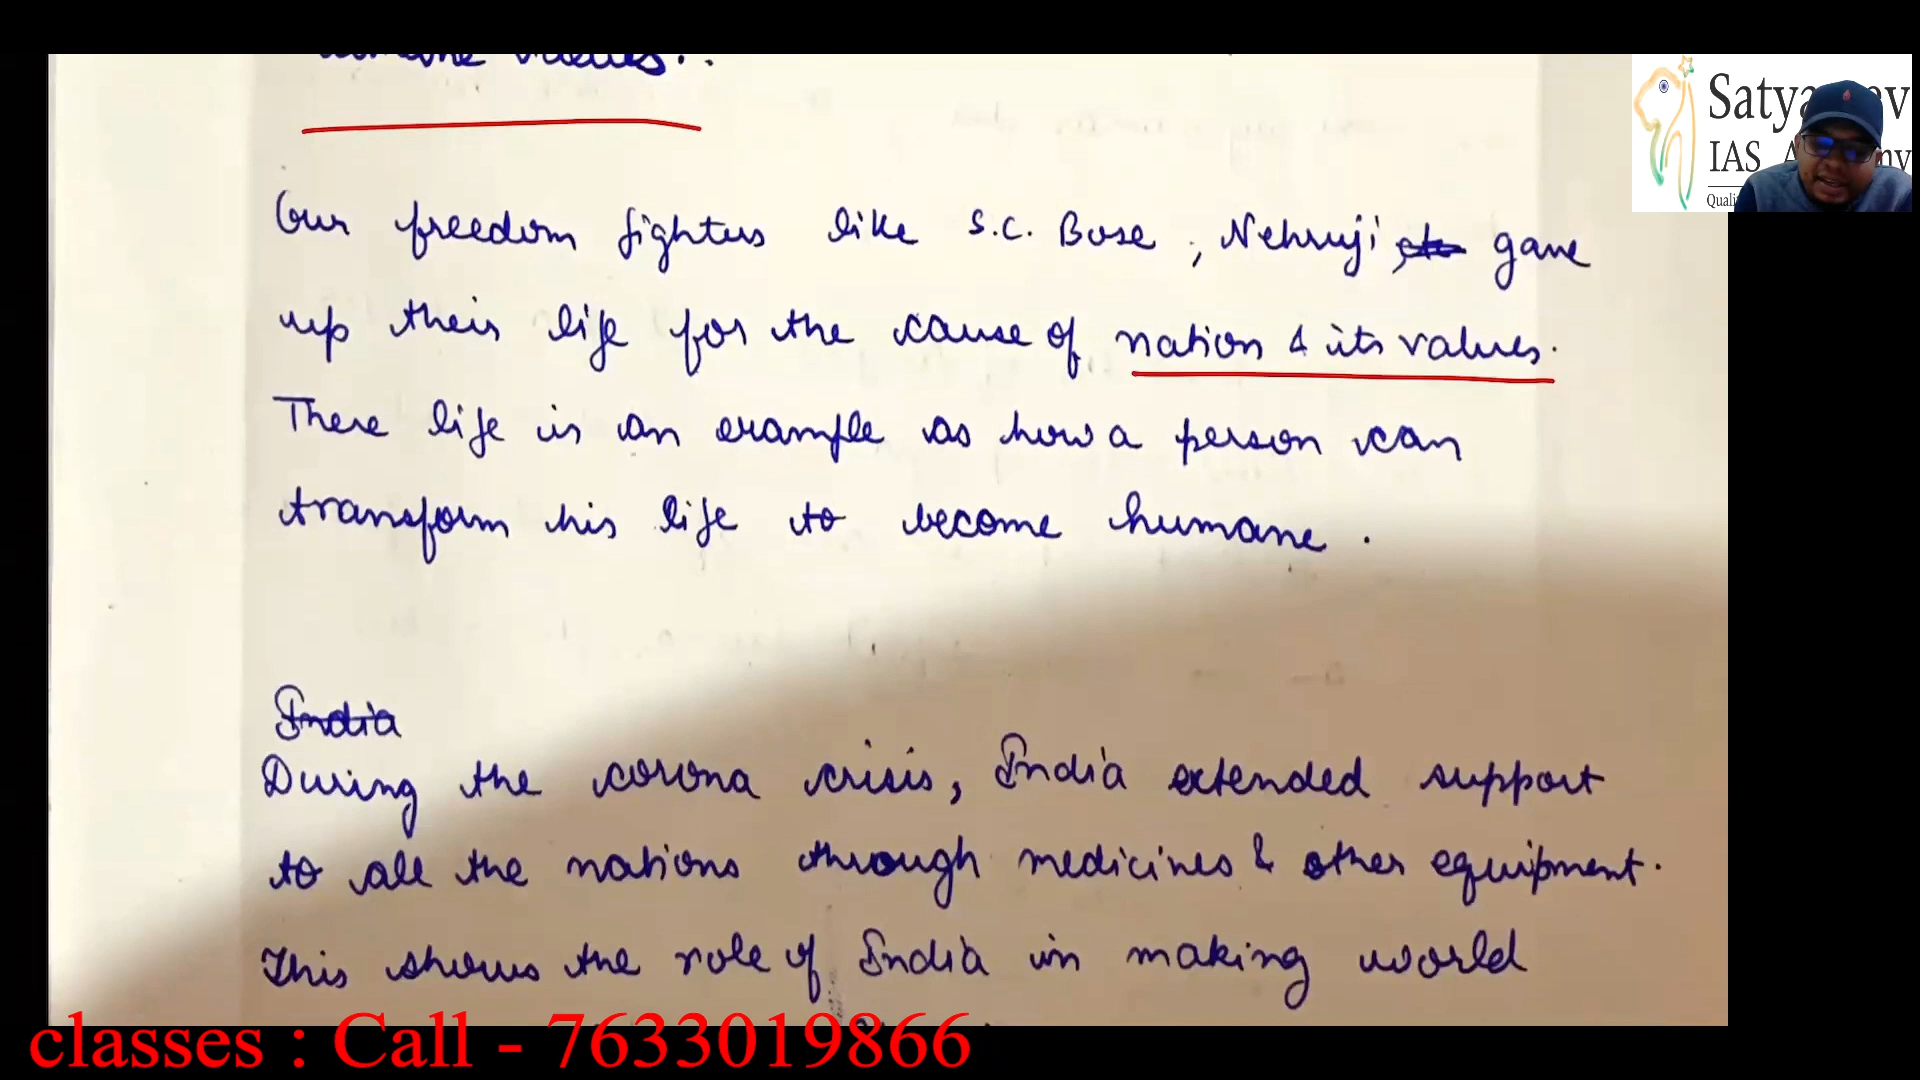 values..
Our freedom fighters like S.C. Bose, Nehruji, gave
up their life for the cause of nation & its values.
There life is an example as how a person can
transform his life to become humane.
India
During the corona crisis, India extended support
to all the nations through medicines & other equipment.
This shows the role of India in making world
IAS
classes : Call - 7633019866